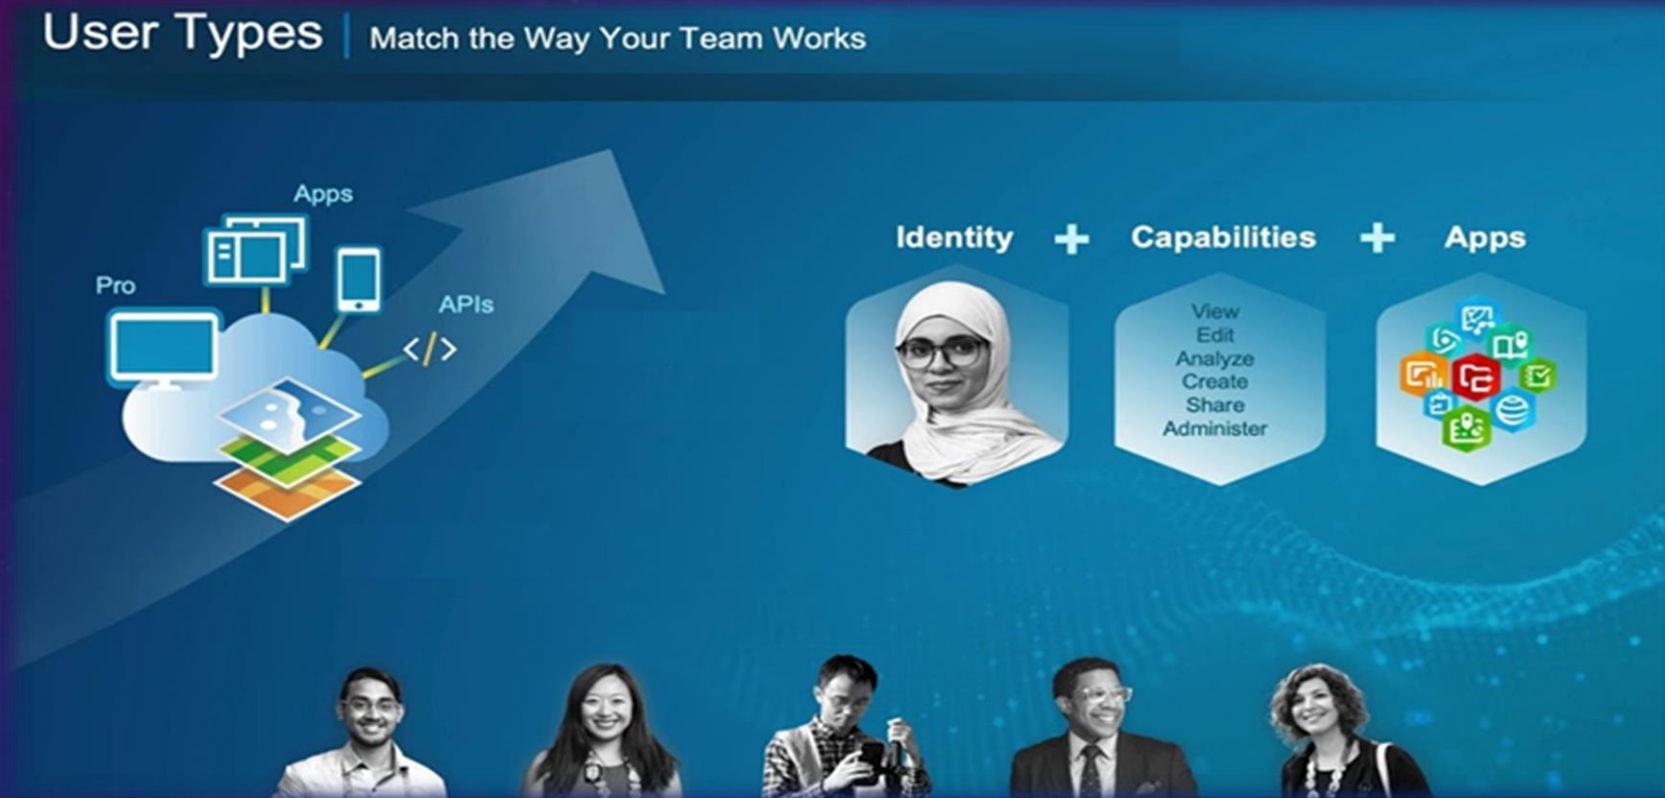 User Types | Match the Way Your Team Works
Apps
Pro
APIs
</>
Identity + Capabilities + Apps
View
Edit
Analyze
Create
Share
Administer